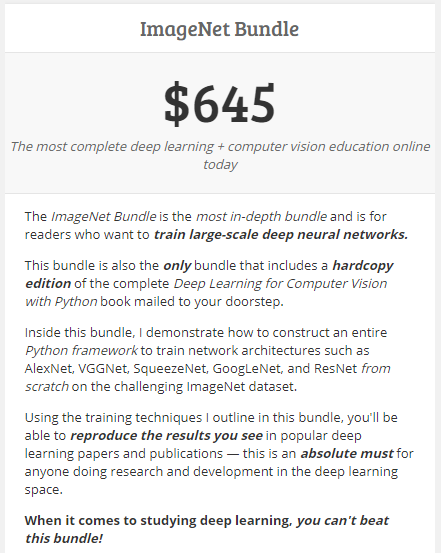 ImageNet Bundle
$645
The most complete deep learning + computer vision education online
today
The ImageNet Bundle is the most in-depth bundle and is for
readers who want to train large-scale deep neural networks.
This bundle is also the only bundle that includes a hardcopy
edition of the complete Deep Learning for Computer Vision
with Python book mailed to your doorstep.
Inside this bundle, I demonstrate how to construct an entire
Python framework to train network architectures such as
AlexNet, VGGNet, SqueezeNet, GoogLeNet, and ResNet from
scratch on the challenging ImageNet dataset.
Using the training techniques I outline in this bundle, you'll be
able to reproduce the results you see in popular deep
learning papers and publications — this is an absolute must for
anyone doing research and development in the deep learning
space.
When it comes to studying deep learning, you can't beat
this bundle!